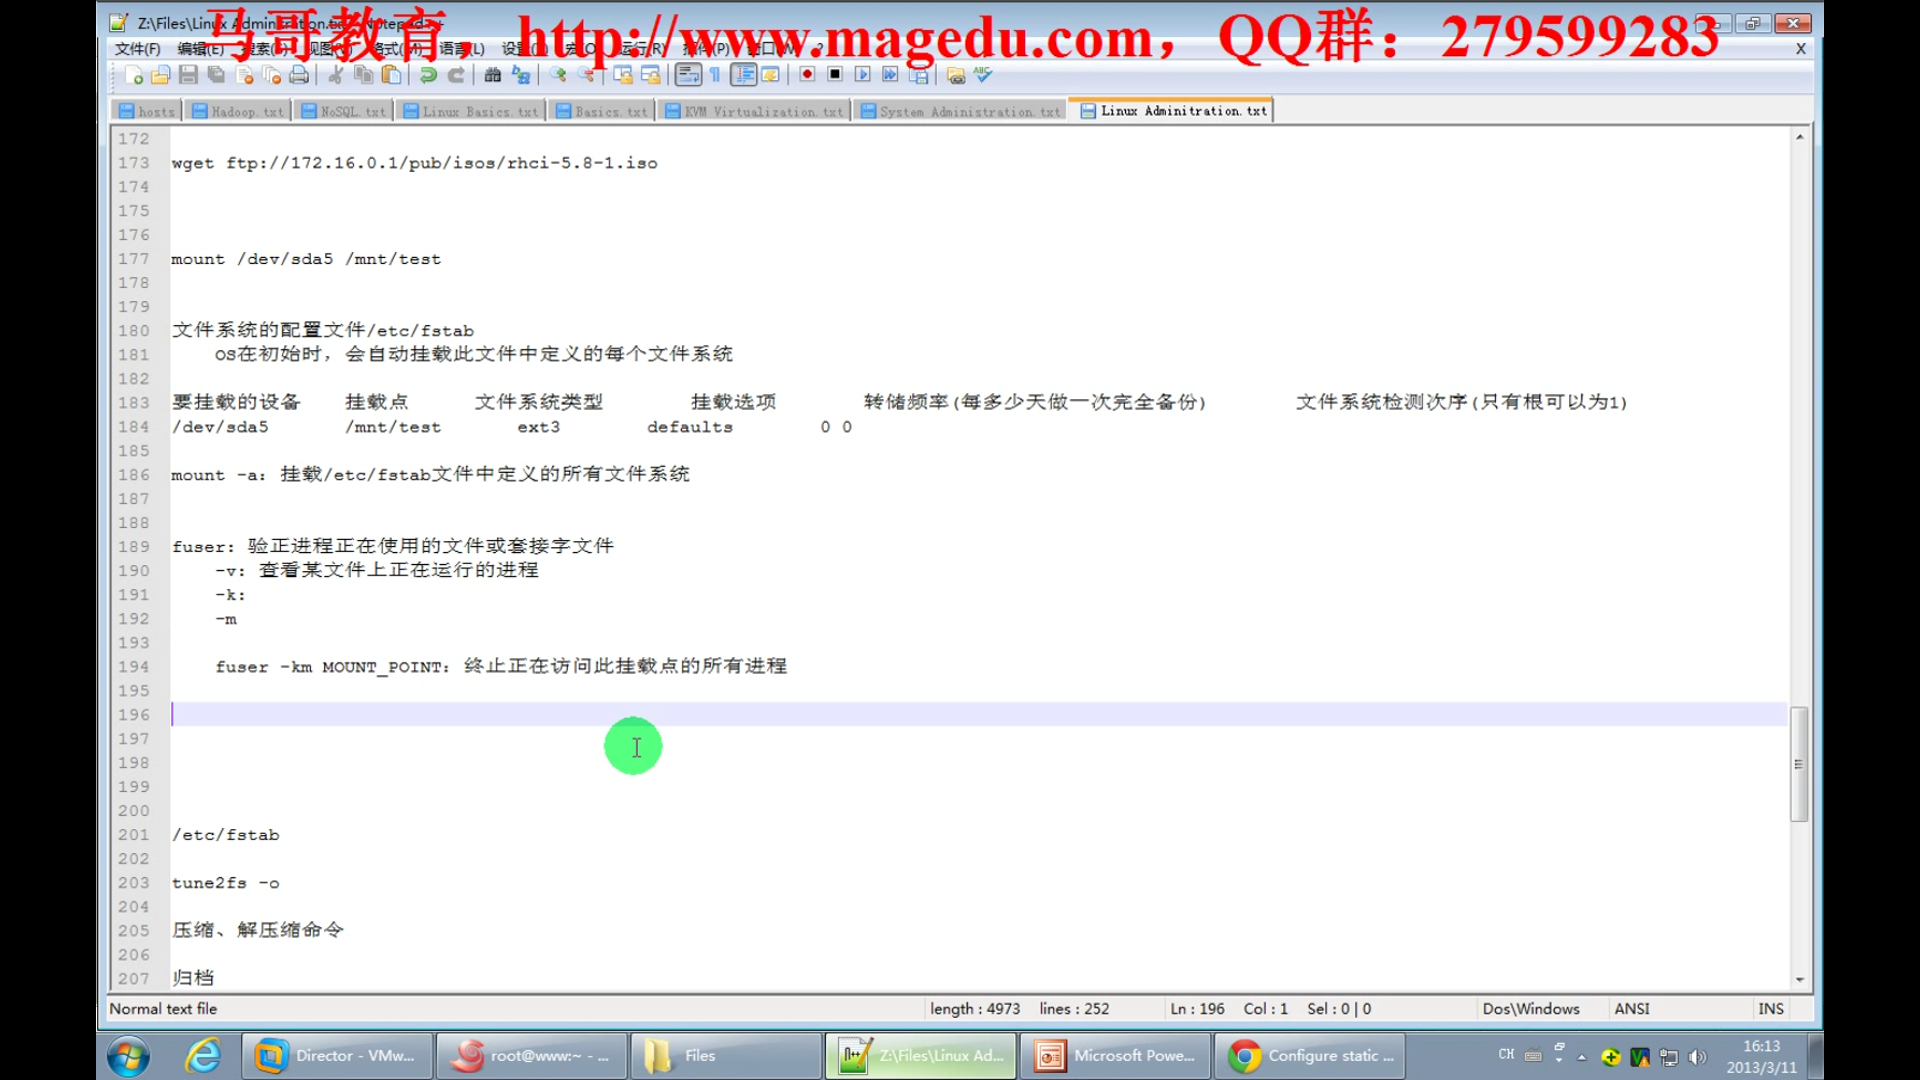 Z:\Files\Linux Adminitration.txt - Notepad++
马哥教育, http://www.magedu.com, QQ群: 279599283
文件(F) 编辑(E) 搜索(S) 视图(V) 格式(M) 语言(L) 设置(T) 宏(O) 运行(R) 插件(P) 窗口(W) ? X
hosts Hadoop.txt NoSQL.txt Linux Basics.txt Basics.txt KVM Virtualization.txt System Administration.txt Linux Adminitration.txt
172
173 wget ftp://172.16.0.1/pub/isos/rhci-5.8-1.iso
174
175
176
177 mount /dev/sda5 /mnt/test
178
179
180 文件系统的配置文件/etc/fstab
181 OS在初始时，会自动挂载此文件中定义的每个文件系统
182
183 要挂载的设备 挂载点 文件系统类型 挂载选项 转储频率(每多少天做一次完全备份) 文件系统检测次序(只有根可以为1)
184 /dev/sda5 /mnt/test ext3 defaults 0 0
185
186 mount -a: 挂载/etc/fstab文件中定义的所有文件系统
187
188
189 fuser: 验正进程正在使用的文件或套接字文件
190 -v: 查看某文件上正在运行的进程
191 -k:
192 -m
193
194 fuser -km MOUNT_POINT: 终止正在访问此挂载点的所有进程
195
196
197
198
199
200
201 /etc/fstab
202
203 tune2fs -o
204
205 压缩、解压缩命令
206
207 归档
Normal text file length : 4973 lines : 252 Ln : 196 Col : 1 Sel : 0 | 0 Dos\Windows ANSI INS
Director - VMw... root@www:~ - ... Files Z:\Files\Linux Ad... Microsoft Powe... Configure static ... CH 16:13
2013/3/11